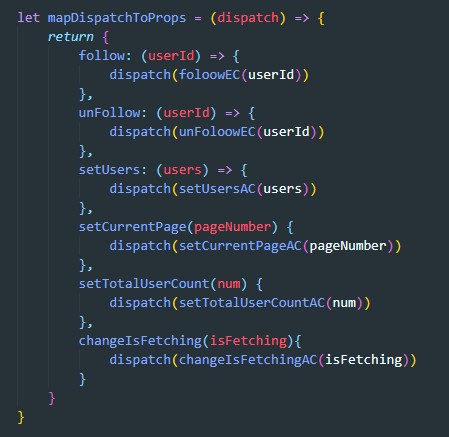 let mapDispatchToProps = (dispatch) => {
    return {
        follow: (userId) => {
            dispatch(foloowEC(userId))
        },
        unFollow: (userId) => {
            dispatch(unFoloowEC(userId))
        },
        setUsers: (users) => {
            dispatch(setUsersAC(users))
        },
        setCurrentPage(pageNumber) {
            dispatch(setCurrentPageAC(pageNumber))
        },
        setTotalUserCount(num) {
            dispatch(setTotalUserCountAC(num))
        },
        changeIsFetching(isFetching){
            dispatch(changeIsFetchingAC(isFetching))
        }
    }
}